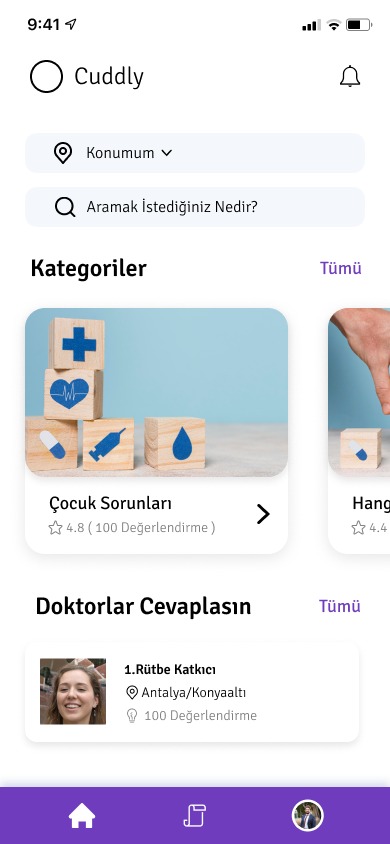 9:41
Cuddly
Konumum
Aramak İstediğiniz Nedir?
Kategoriler
Tümü
Çocuk Sorunları
4.8 ( 100 Değerlendirme )
Hang
4.4
Doktorlar Cevaplasın
Tümü
1.Rütbe Katkıcı
Antalya/Konyaaltı
100 Değerlendirme